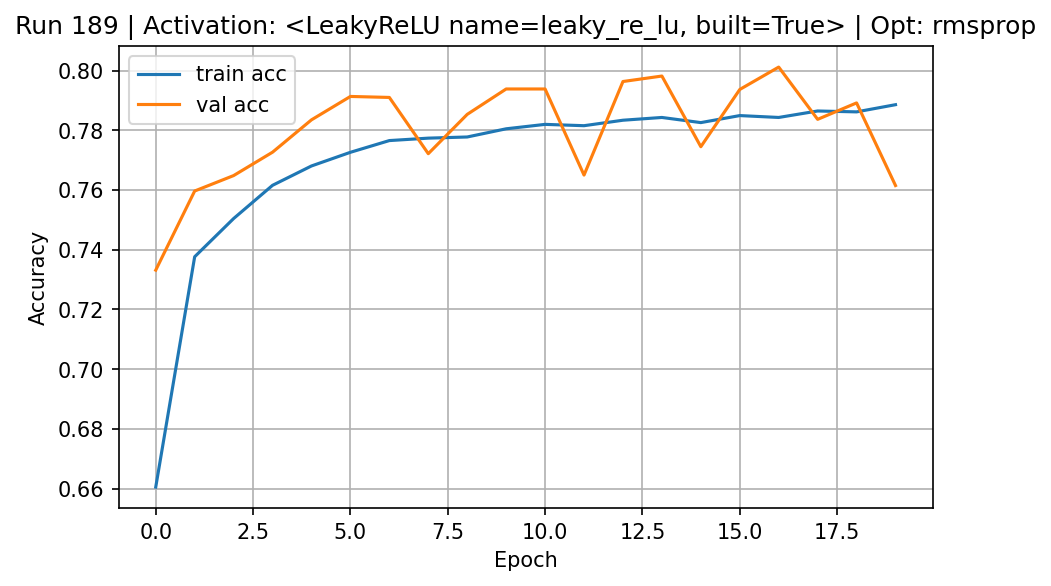 Run 189 | Activation: <LeakyReLU name=leaky_re_lu, built=True> | Opt: rmsprop
train acc
val acc
0.80
0.78
0.76
0.74
0.72
0.70
0.68
0.66
Accuracy
0.0 2.5 5.0 7.5 10.0 12.5 15.0 17.5
Epoch